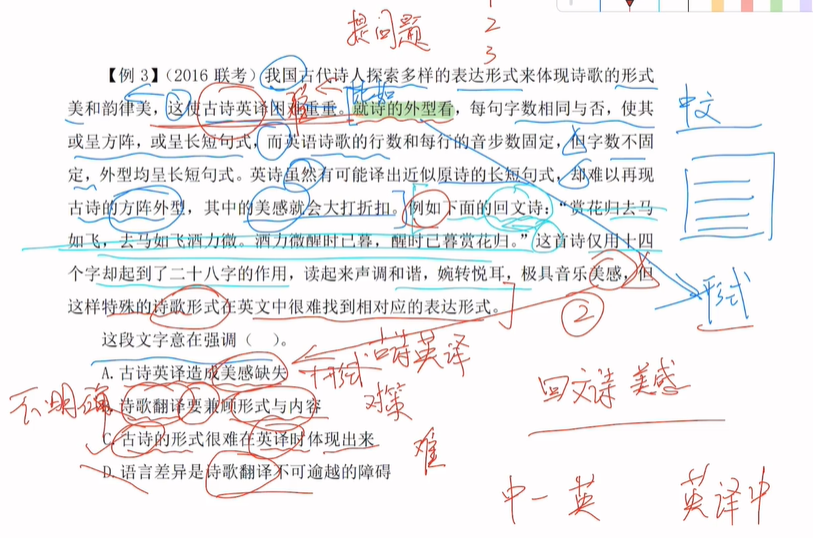 提问题
1
2
3
【例 3】（2016 联考）我国古代诗人探索多样的表达形式来体现诗歌的形式
美和韵律美，这使古诗英译困难重重。就诗的外型看，每句字数相同与否，使其
或呈方阵，或呈长短句式，而英语诗歌的行数和每行的音步数固定，但字数不固
定，外型均呈长短句式。英诗虽然有可能译出近似原诗的长短句式，却难以再现
古诗的方阵外型，其中的美感就会大打折扣。例如下面的回文诗：“赏花归去马
如飞，去马如飞酒力微。酒力微醒时已暮，醒时已暮赏花归。”这首诗仅用十四
个字却起到了二十八字的作用，读起来声调和谐，婉转悦耳，极具音乐美感，但
这样特殊的诗歌形式在英文中很难找到相对应的表达形式。
这段文字意在强调（　）。
A. 古诗英译造成美感缺失
诗歌翻译要兼顾形式与内容
C. 古诗的形式很难在英译时体现出来
D. 语言差异是诗歌翻译不可逾越的障碍
中文
形式
②
古诗英译
+形式
不明确
对策
难
回文诗 美感
中一英
英译中